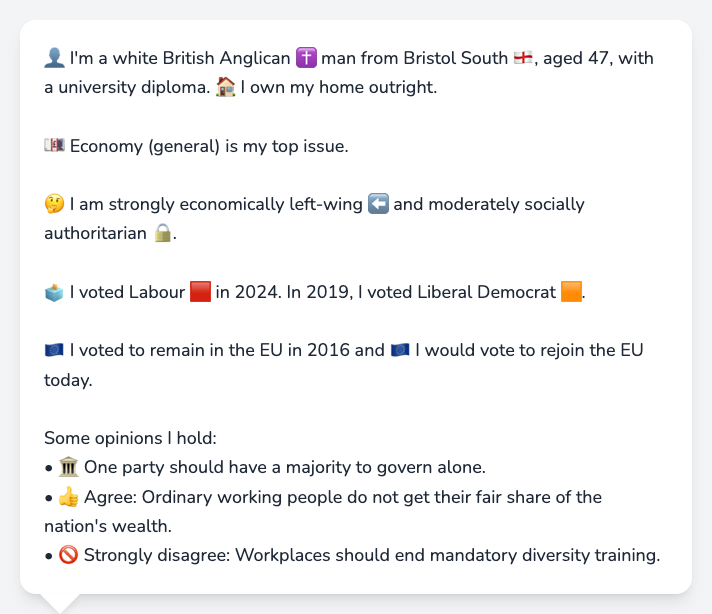 👤 I'm a white British Anglican ✝️ man from Bristol South 🏴󠁧󠁢󠁥󠁮󠁧󠁿, aged 47, with
a university diploma. 🏠 I own my home outright.
💷 Economy (general) is my top issue.
🤔 I am strongly economically left-wing ⬅️ and moderately socially
authoritarian 🔒.
🗳️ I voted Labour 🟥 in 2024. In 2019, I voted Liberal Democrat 🟧.
🇪🇺 I voted to remain in the EU in 2016 and 🇪🇺 I would vote to rejoin the EU
today.
Some opinions I hold:
• 🏛️ One party should have a majority to govern alone.
• 👍 Agree: Ordinary working people do not get their fair share of the
nation's wealth.
• 🚫 Strongly disagree: Workplaces should end mandatory diversity training.